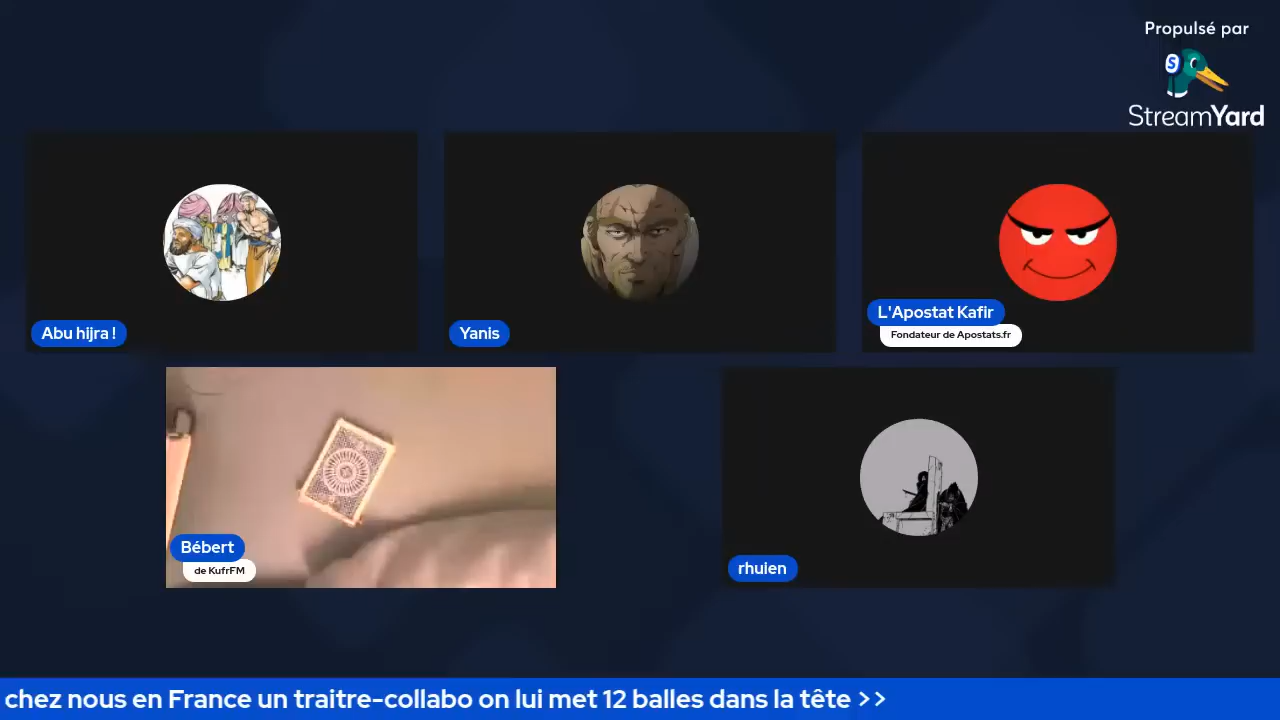 Propulsé par
S
StreamYard
Abu hijra !
Yanis
L'Apostat Kafir
Fondateur de Apostats.fr
Bébert
de KufrFM
rhuien
chez nous en France un traitre-collabo on lui met 12 balles dans la tête >>